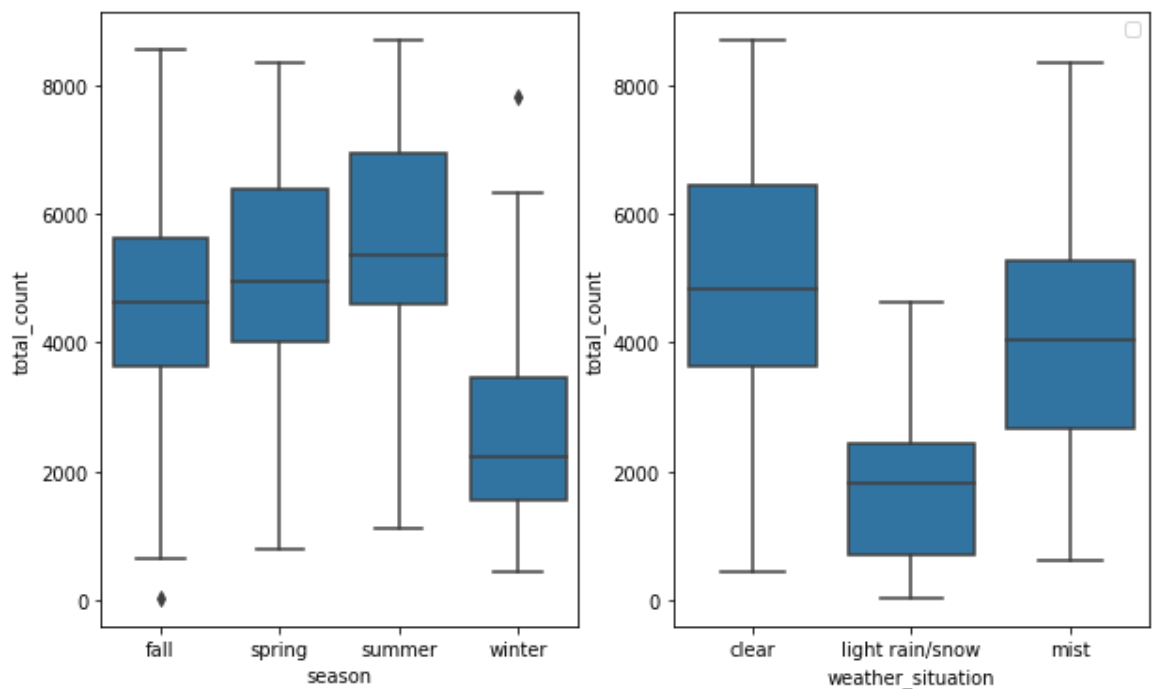 total_count
8000
6000
4000
2000
0
fall spring summer winter
season
total_count
8000
6000
4000
2000
0
clear light rain/snow mist
weather_situation